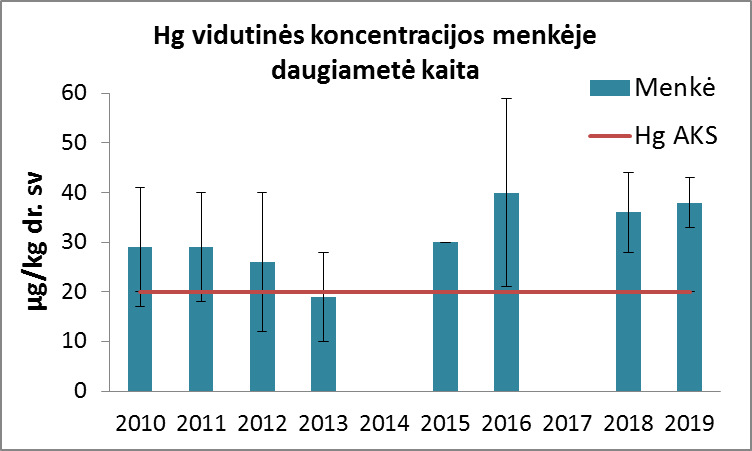 Hg vidutinės koncentracijos menkėje
daugiametė kaita
µg/kg dr. sv
60
50
40
30
20
10
0
Menkė
Hg AKS
2010 2011 2012 2013 2014 2015 2016 2017 2018 2019